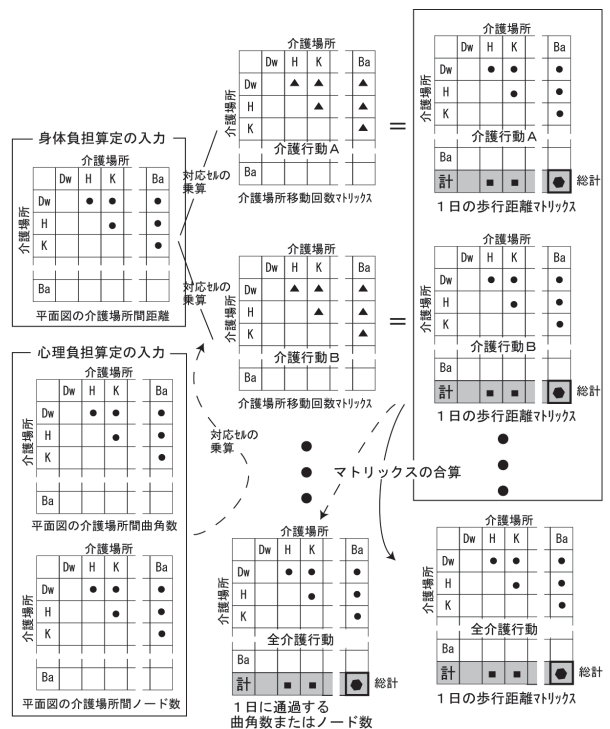 身体負担算定の入力
介護場所
Dw H K Ba
Dw
H
K
Ba
介護場所
平面図の介護場所間距離
心理負担算定の入力
介護場所
Dw H K Ba
Dw
H
K
Ba
介護場所
平面図の介護場所間曲角数
介護場所
Dw H K Ba
Dw
H
K
Ba
介護場所
平面図の介護場所間ノード数
対応ｾﾙの
乗算
対応ｾﾙの
乗算
対応ｾﾙの
乗算
介護場所
Dw H K Ba
Dw
H
K
介護場所
介護行動A
Ba
介護場所移動回数ﾏﾄﾘｯｸｽ
=
介護場所
Dw H K Ba
Dw
H
K
介護場所
介護行動A
Ba
計 総計
1日の歩行距離ﾏﾄﾘｯｸｽ
介護場所
Dw H K Ba
Dw
H
K
介護場所
介護行動B
Ba
介護場所移動回数ﾏﾄﾘｯｸｽ
=
介護場所
Dw H K Ba
Dw
H
K
介護場所
介護行動B
Ba
計 総計
1日の歩行距離ﾏﾄﾘｯｸｽ
マトリックスの合算
介護場所
Dw H K Ba
Dw
H
K
介護場所
全介護行動
Ba
計 総計
1日に通過する
曲角数またはノード数
介護場所
Dw H K Ba
Dw
H
K
介護場所
全介護行動
Ba
計 総計
1日の歩行距離ﾏﾄﾘｯｸｽ